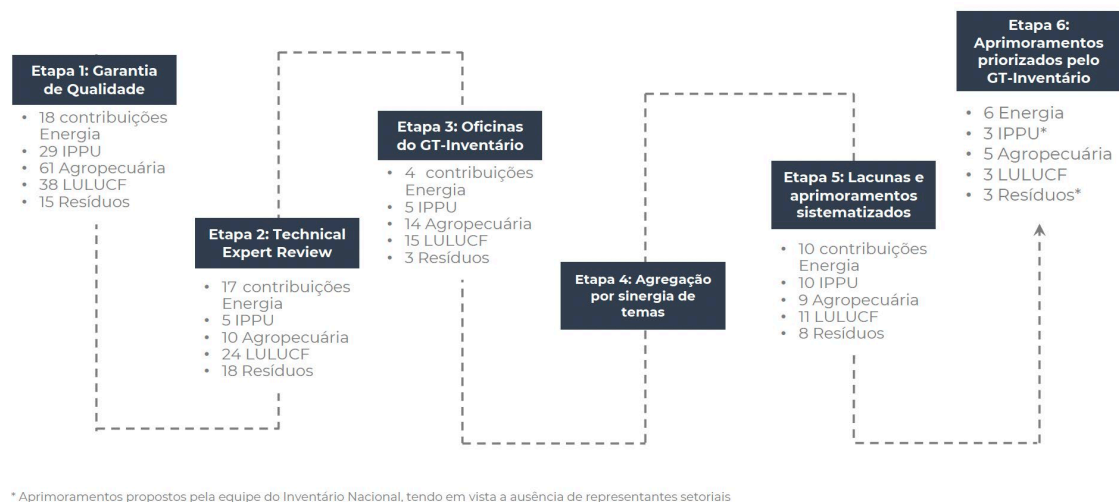 Etapa 1: Garantia
de Qualidade
• 18 contribuições
Energia
• 29 IPPU
• 61 Agropecuária
• 38 LULUCF
• 15 Resíduos
Etapa 2: Technical
Expert Review
• 17 contribuições
Energia
• 5 IPPU
• 10 Agropecuária
• 24 LULUCF
• 18 Resíduos
Etapa 3: Oficinas
do GT-Inventário
• 4 contribuições
Energia
• 5 IPPU
• 14 Agropecuária
• 15 LULUCF
• 3 Resíduos
Etapa 4: Agregação
por sinergia de
temas
Etapa 5: Lacunas e
aprimoramentos
sistematizados
• 10 contribuições
Energia
• 10 IPPU
• 9 Agropecuária
• 11 LULUCF
• 8 Resíduos
Etapa 6:
Aprimoramentos
priorizados pelo
GT-Inventário
• 6 Energia
• 3 IPPU*
• 5 Agropecuária
• 3 LULUCF
• 3 Resíduos*
* Aprimoramentos propostos pela equipe do Inventário Nacional, tendo em vista a ausência de representantes setoriais